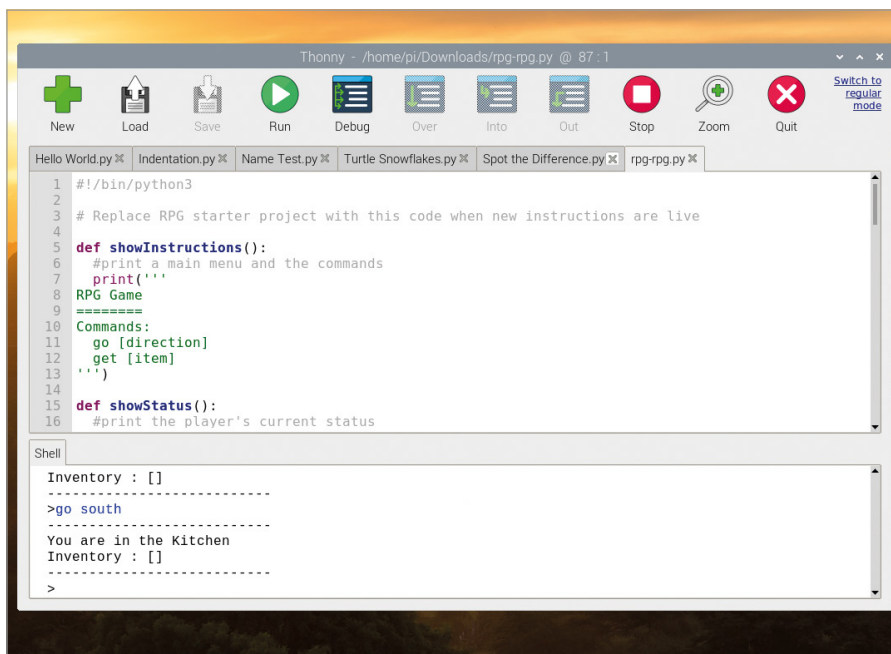 Thonny - /home/pi/Downloads/rpg-rpg.py @ 87 : 1
New Load Save Run Debug Over Into Out Stop Zoom Quit
Switch to
regular
mode
Hello World.py Indentation.py Name Test.py Turtle Snowflakes.py Spot the Difference.py rpg-rpg.py
1 #!/bin/python3
2
3 # Replace RPG starter project with this code when new instructions are live
4
5 def showInstructions():
6   #print a main menu and the commands
7   print('''
8 RPG Game
9 ========
10 Commands:
11   go [direction]
12   get [item]
13 ''')
14
15 def showStatus():
16   #print the player's current status
Shell
Inventory : []
---------------------------
>go south
---------------------------
You are in the Kitchen
Inventory : []
---------------------------
>